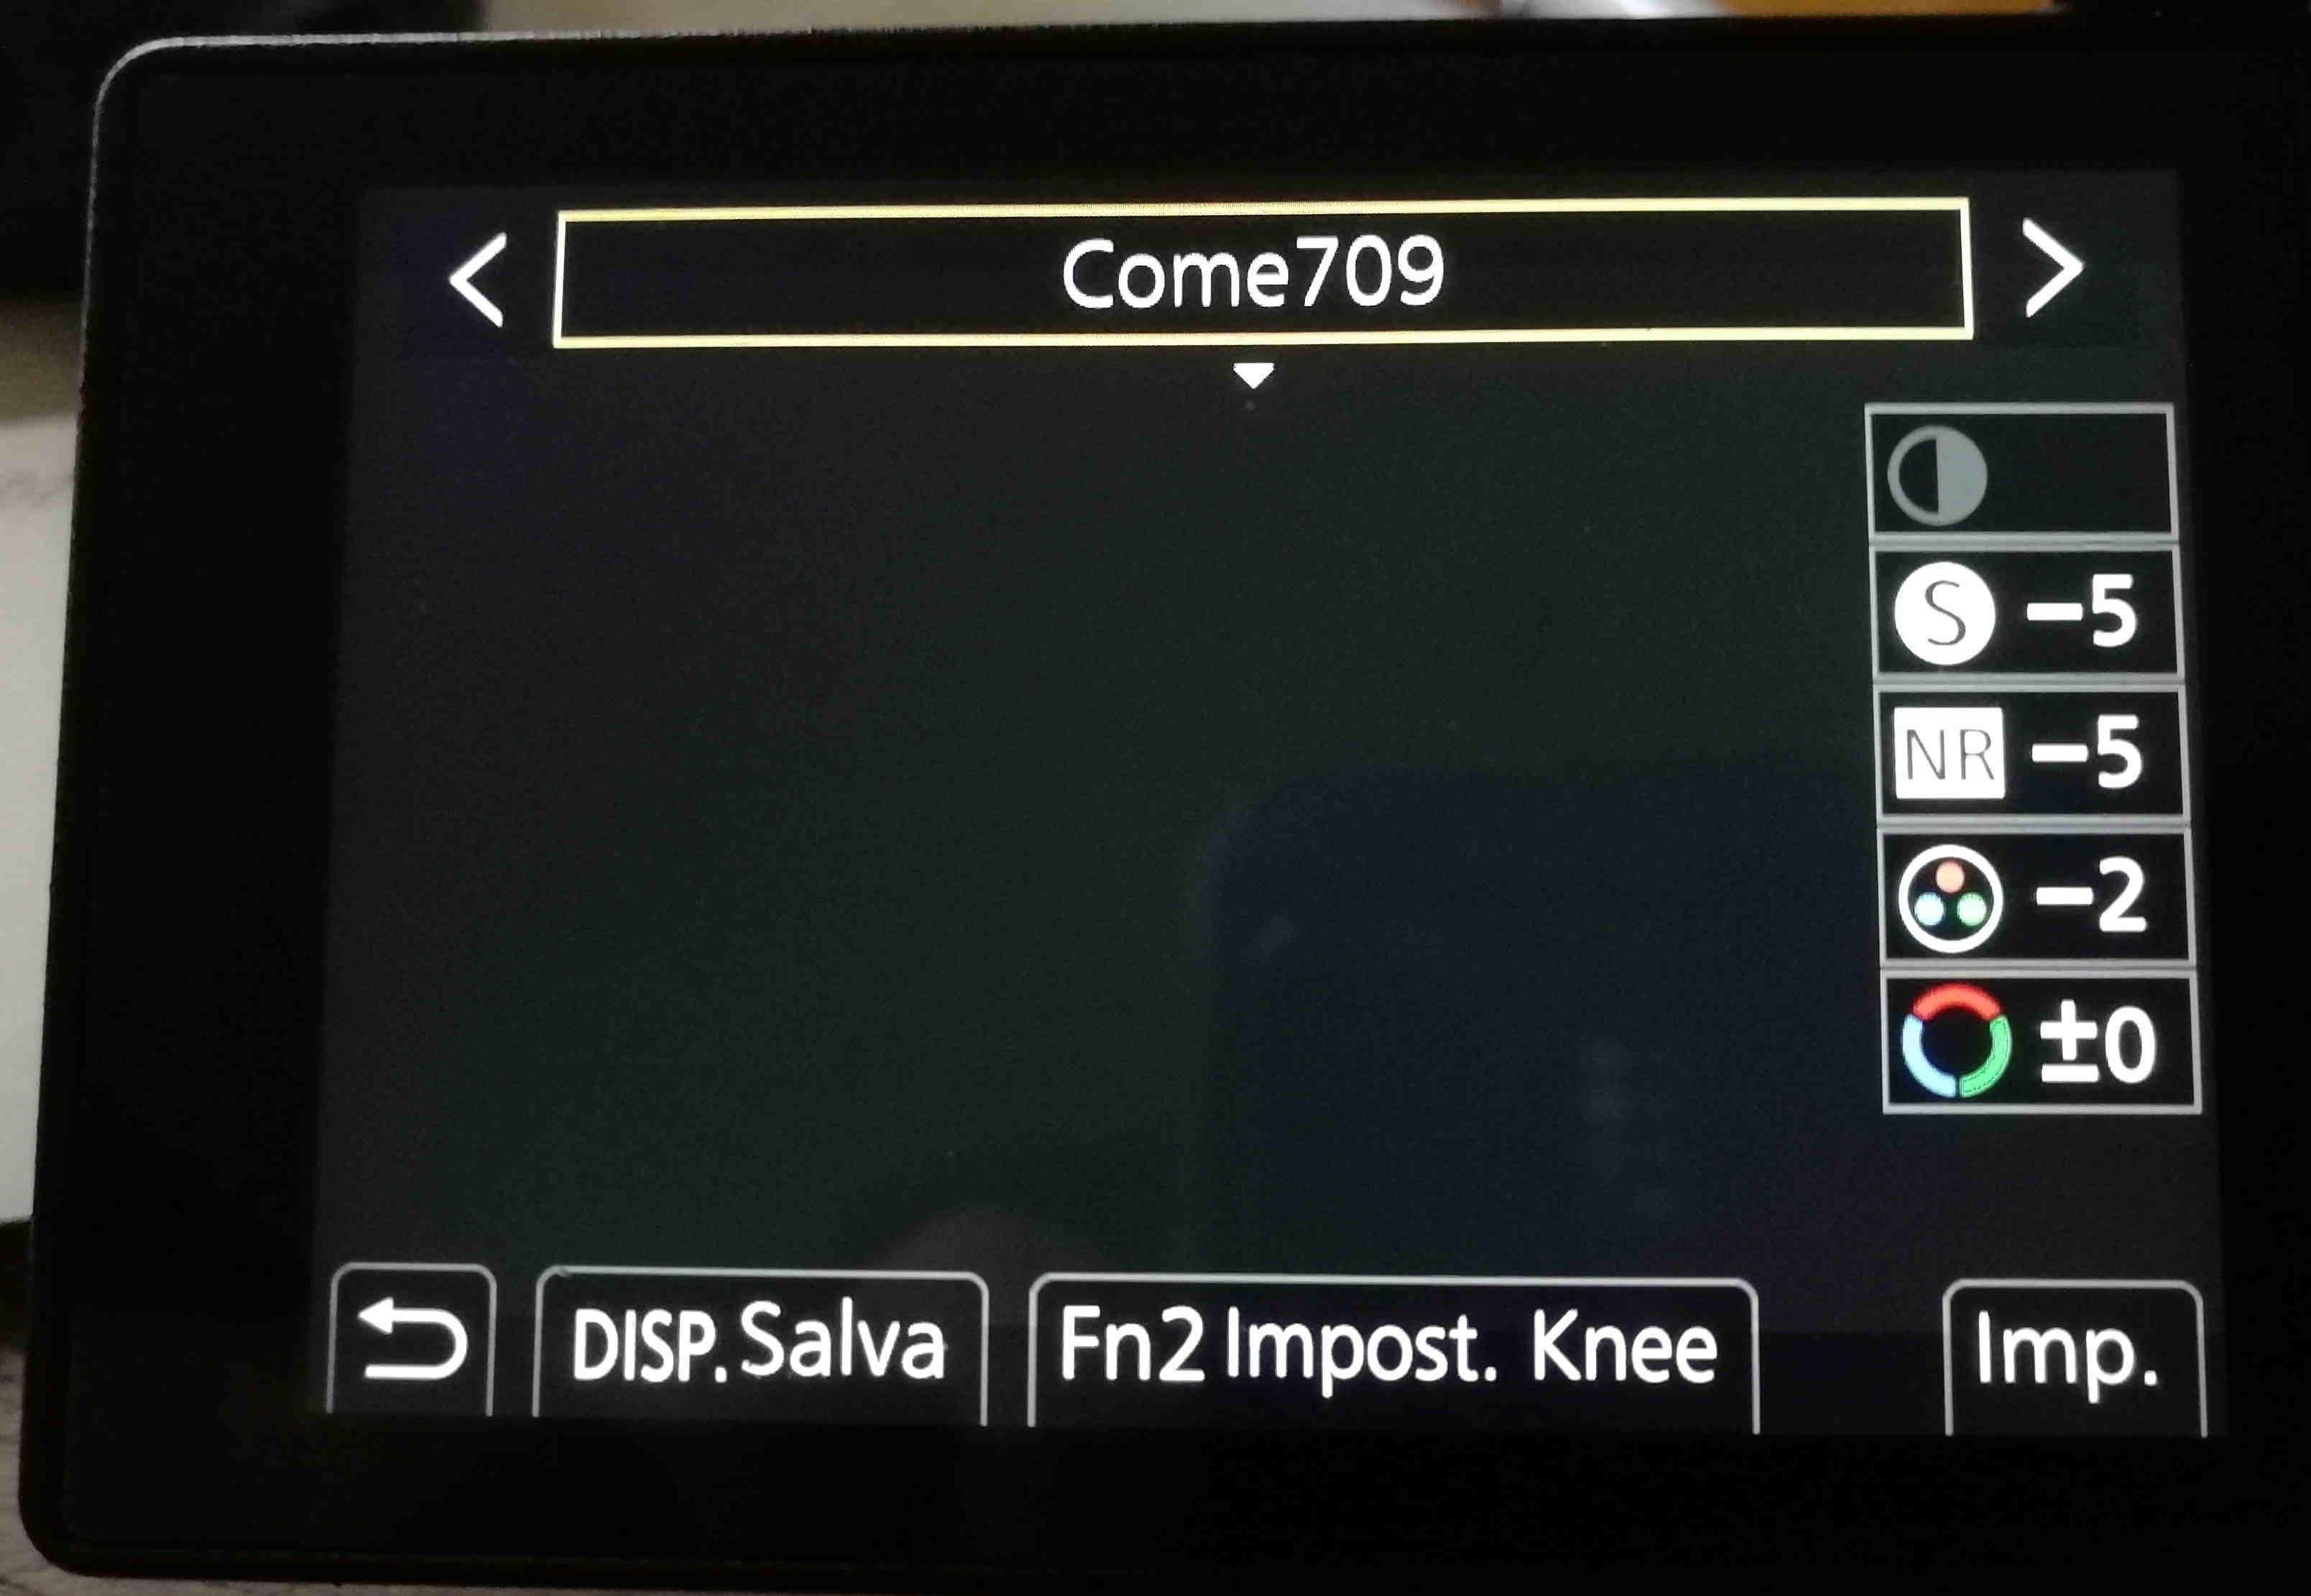 Come709
S -5
NR -5
-2
±0
DISP. Salva
Fn2 Impost. Knee
Imp.